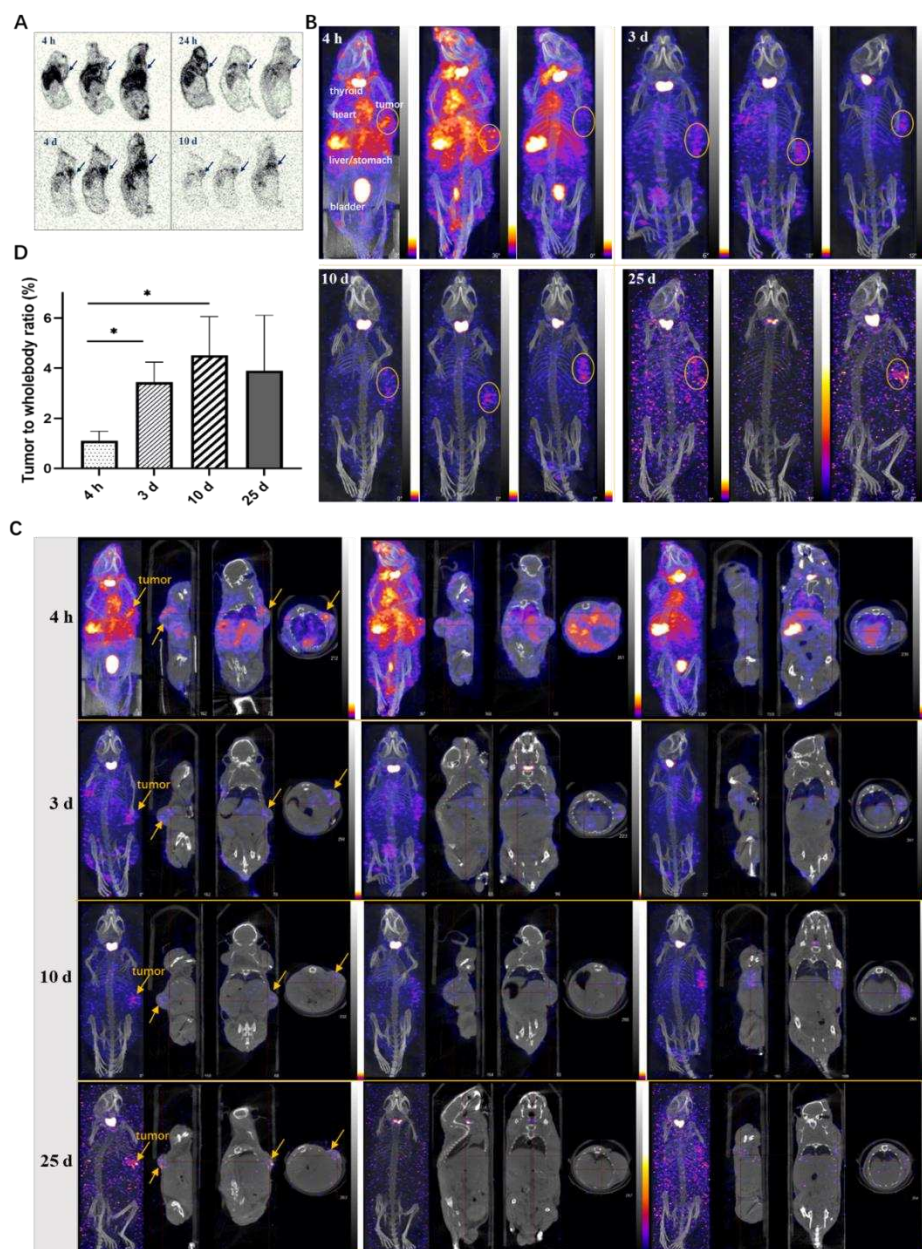 A
4 h
24 h
4 d
10 d
B
4 h
thyroid
heart
tumor
liver/stomach
bladder
3 d
10 d
25 d
D
Tumor to wholebody ratio (%)
6
4
2
0
*
*
4 h
3 d
10 d
25 d
C
4 h
tumor
3 d
tumor
10 d
tumor
25 d
tumor